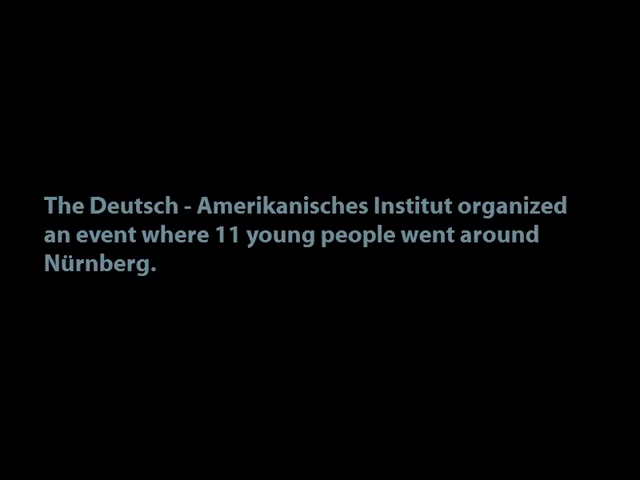 The Deutsch - Amerikanisches Institut organized
an event where 11 young people went around
Nürnberg.